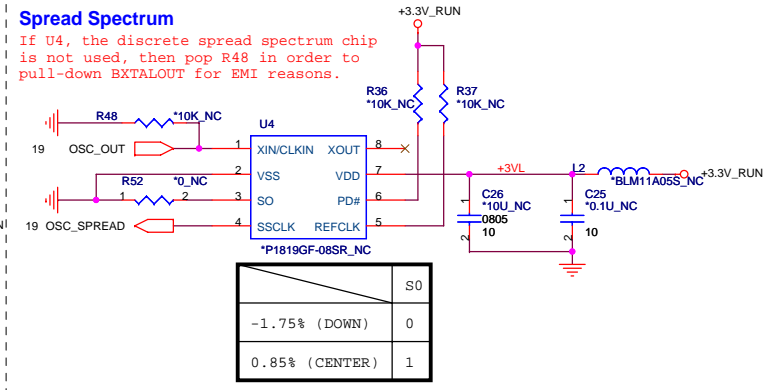 Spread Spectrum
If U4, the discrete spread spectrum chip
is not used, then pop R48 in order to
pull-down BXTALOUT for EMI reasons.
+3.3V_RUN
R36
*10K_NC
R37
*10K_NC
R48
*10K_NC
U4
19 OSC_OUT
1 XIN/CLKIN XOUT 8
2 VSS VDD 7
3 SO PD# 6
4 SSCLK REFCLK 5
R52
*0_NC
1 2
19 OSC_SPREAD
*P1819GF-08SR_NC
+3VL
L2
*BLM11A05S_NC
+3.3V_RUN
C26
*10U_NC
0805
10
1
2
C25
*0.1U_NC
10
1
2
S0
-1.75% (DOWN) 0
0.85% (CENTER) 1